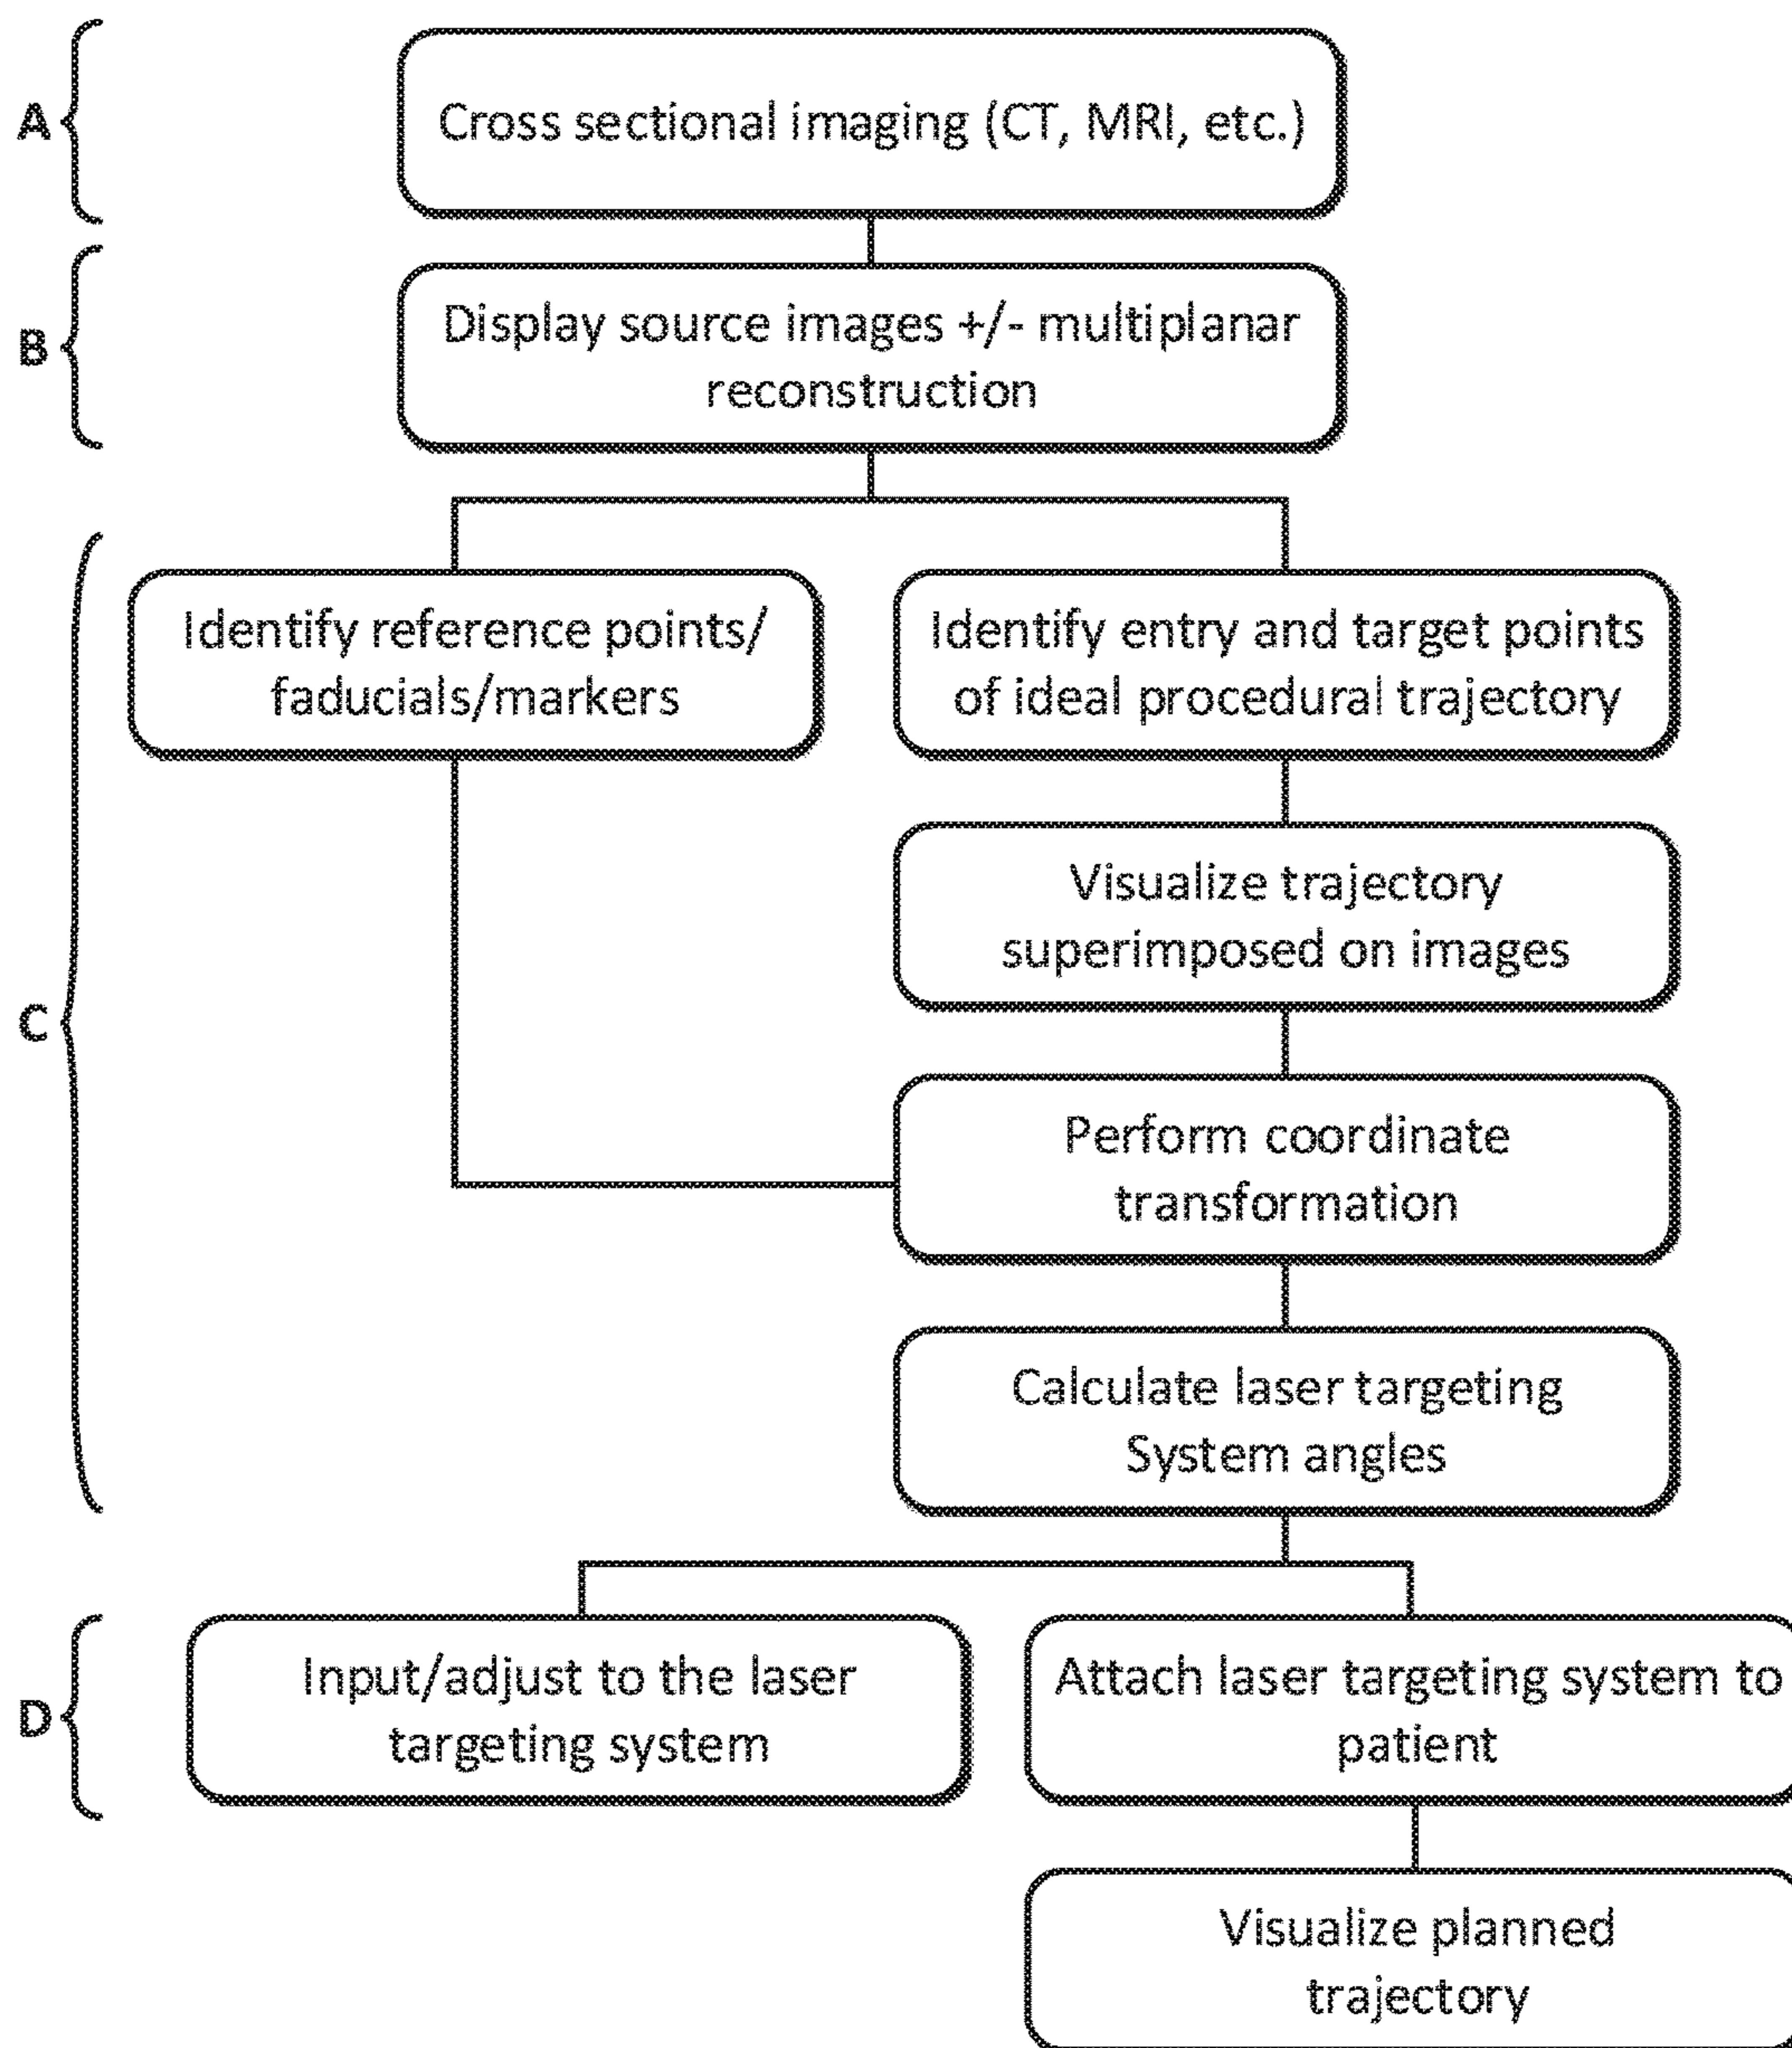 A
Cross sectional imaging (CT, MRI, etc.)
B
Display source images +/- multiplanar
reconstruction
Identify reference points/
faducials/markers
Identify entry and target points
of ideal procedural trajectory
Visualize trajectory
superimposed on images
C
Perform coordinate
transformation
Calculate laser targeting
System angles
D
Input/adjust to the laser
targeting system
Attach laser targeting system to
patient
Visualize planned
trajectory